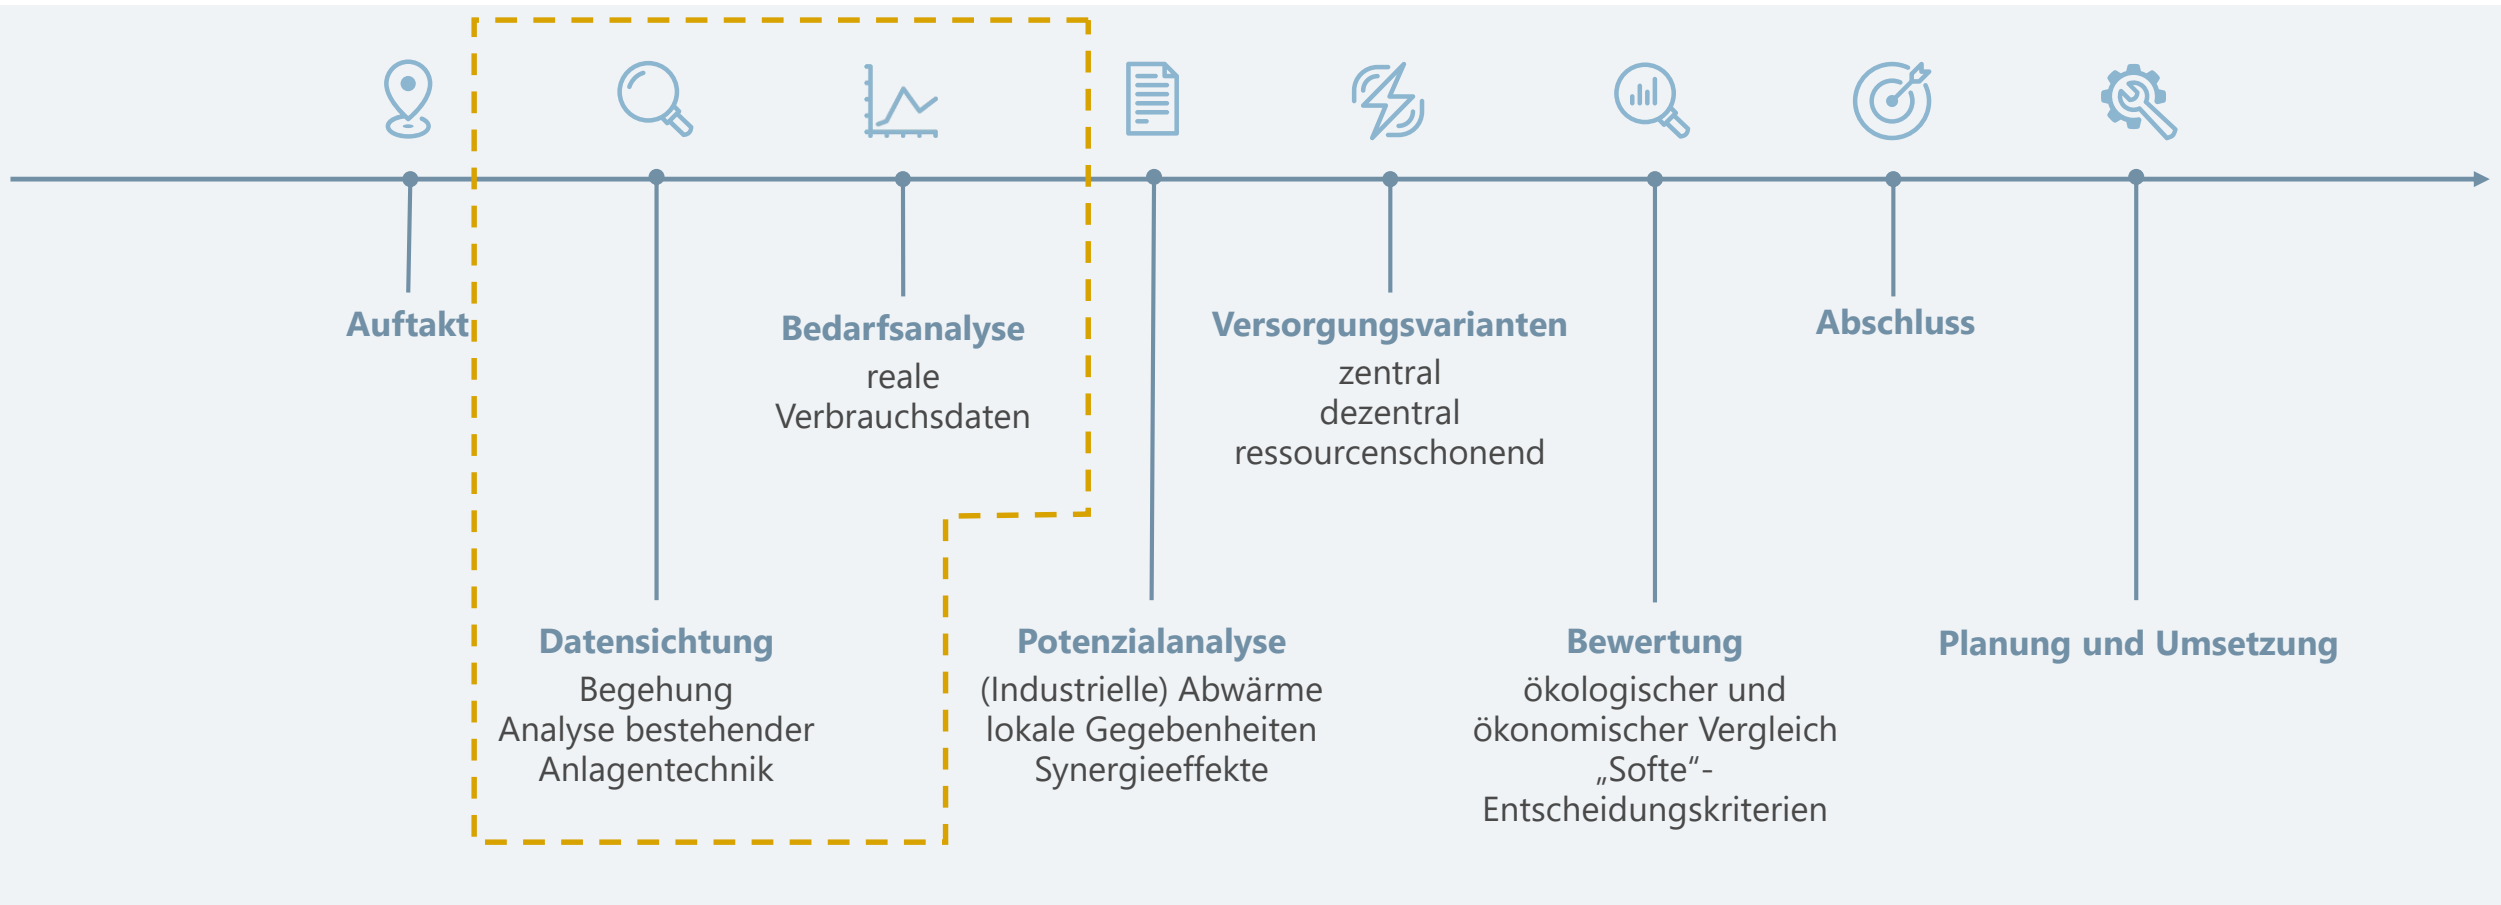 Auftakt
Datensichtung
Begehung
Analyse bestehender
Anlagentechnik
Bedarfsanalyse
reale
Verbrauchsdaten
Potenzialanalyse
(Industrielle) Abwärme
lokale Gegebenheiten
Synergieeffekte
Versorgungsvarianten
zentral
dezentral
ressourcenschonend
Bewertung
ökologischer und
ökonomischer Vergleich
„Softe“-
Entscheidungskriterien
Abschluss
Planung und Umsetzung